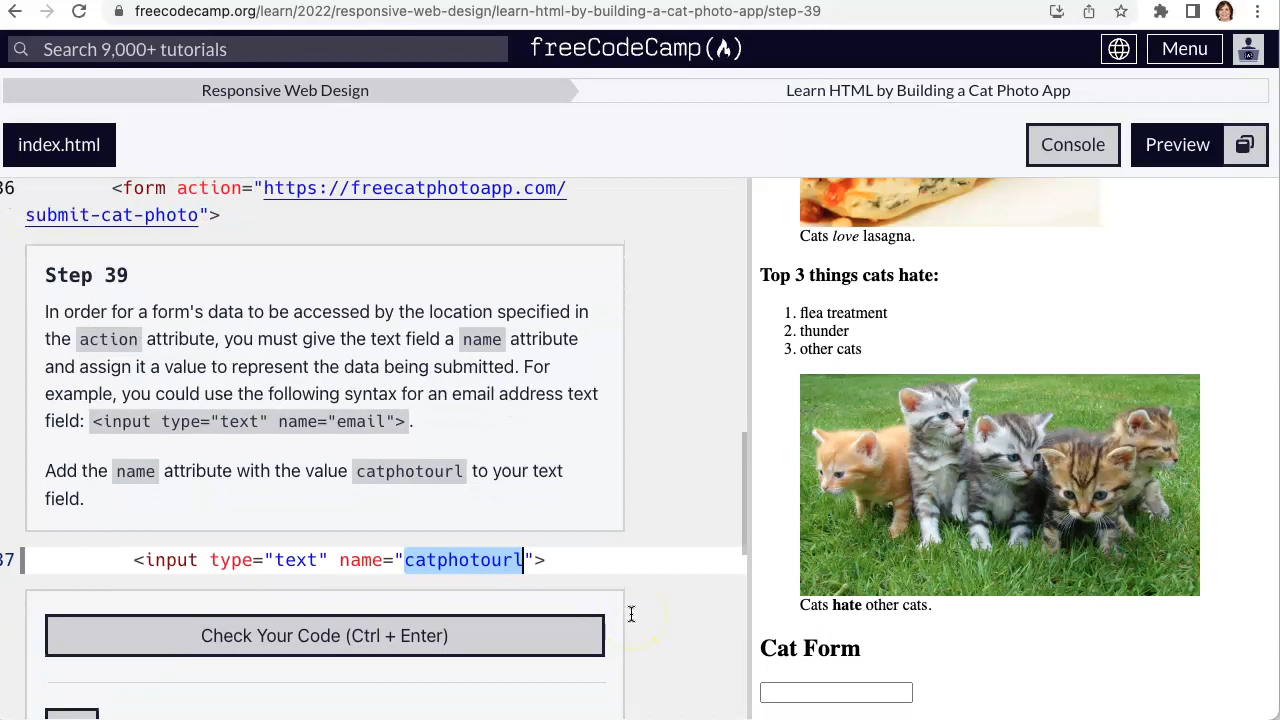 freecodecamp.org/learn/2022/responsive-web-design/learn-html-by-building-a-cat-photo-app/step-39
Search 9,000+ tutorials
freeCodeCamp
Menu
Responsive Web Design
Learn HTML by Building a Cat Photo App
index.html
Console
Preview
36 <form action="https://freecatphotoapp.com/
submit-cat-photo">
Step 39
In order for a form's data to be accessed by the location specified in
the action attribute, you must give the text field a name attribute
and assign it a value to represent the data being submitted. For
example, you could use the following syntax for an email address text
field: <input type="text" name="email">.
Add the name attribute with the value catphotourl to your text
field.
37 <input type="text" name="catphotourl">
Check Your Code (Ctrl + Enter)
Cats love lasagna.
Top 3 things cats hate:
1. flea treatment
2. thunder
3. other cats
Cats hate other cats.
Cat Form